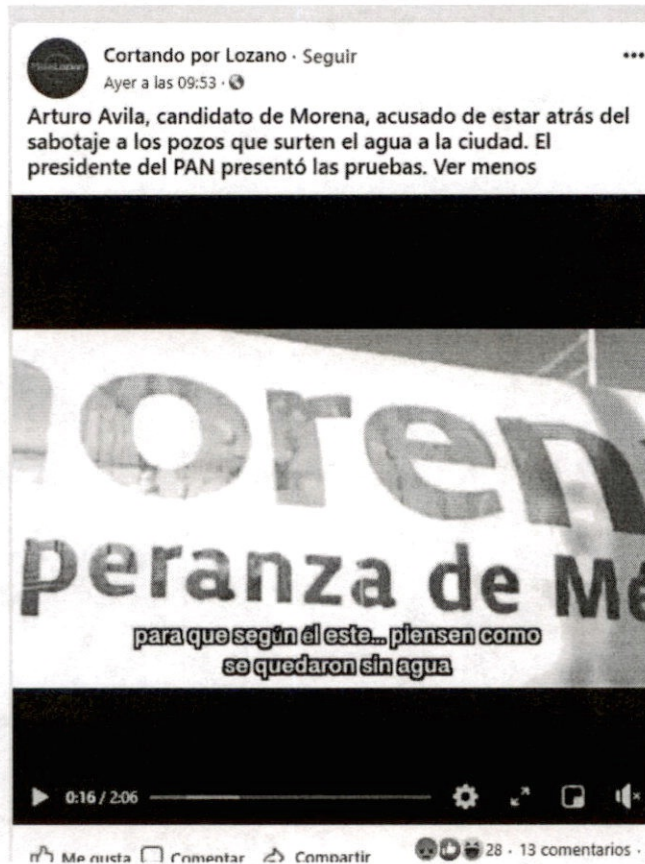 Cortando por Lozano · Seguir
Ayer a las 09:53 ·
Arturo Avila, candidato de Morena, acusado de estar atrás del
sabotaje a los pozos que surten el agua a la ciudad. El
presidente del PAN presentó las pruebas. Ver menos
oren
peranza de Mé
para que según él este... piensen como
se quedaron sin agua
0:16 / 2:06
Me gusta Comentar Compartir 28 · 13 comentarios ·